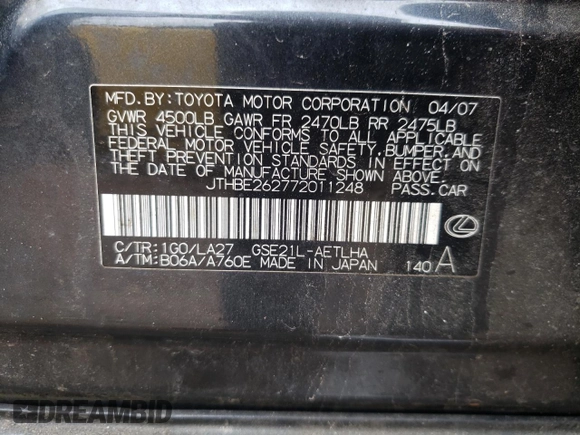 MFD.BY:TOYOTA MOTOR CORPORATION 04/07
GVWR 4500LB GAWR FR 2470LB RR 2475LB
THIS VEHICLE CONFORMS TO ALL APPLICABLE
FEDERAL MOTOR VEHICLE SAFETY,BUMPER,AND
THEFT PREVENTION STANDARDS IN EFFECT ON
THE DATE OF MANUFACTURE SHOWN ABOVE.
JTHBE262772011248 PASS.CAR
C/TR:1G0/LA27 GSE21L-AETLHA
A/TM:B06A/A760E MADE IN JAPAN 140 A
DREAMBID